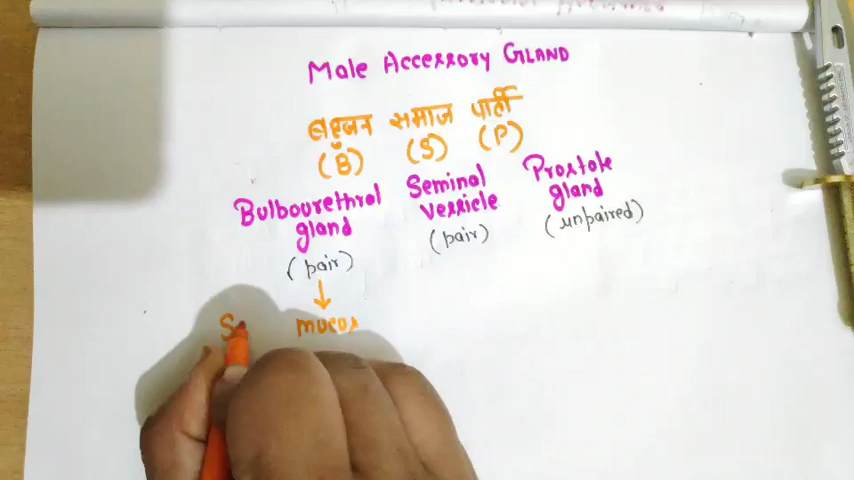 Male Accessory GLAND
बहुजन समाज पार्टी
(B) (S) (P)
Bulbourethral gland
(pair)
Seminal vesicle
(pair)
Prostate gland
(unpaired)
↓
S mucos